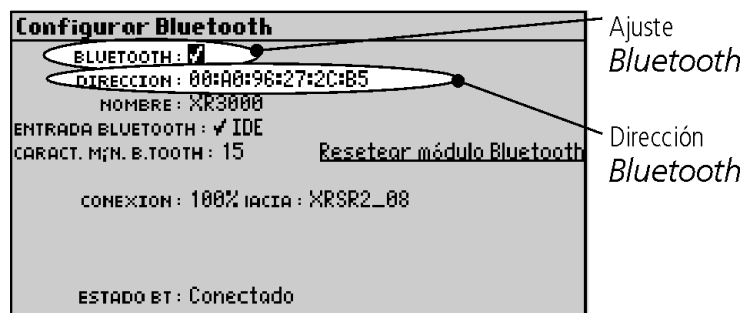 Configurar Bluetooth
BLUETOOTH : ✓
DIRECCION : 00:A0:96:27:2C:B5
NOMBRE : XR3000
ENTRADA BLUETOOTH : ✓ IDE
CARACT. MíN. B.TOOTH : 15 Resetear módulo Bluetooth
CONEXION : 100% IACIA : XRSR2_08
ESTADO BT : Conectado
Ajuste
Bluetooth
Dirección
Bluetooth